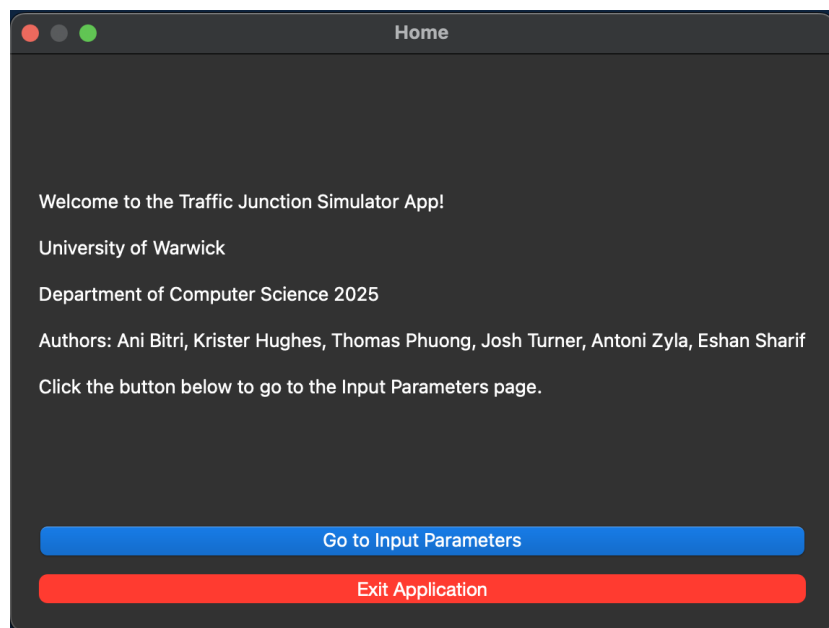 Home
Welcome to the Traffic Junction Simulator App!
University of Warwick
Department of Computer Science 2025
Authors: Ani Bitri, Krister Hughes, Thomas Phuong, Josh Turner, Antoni Zyla, Eshan Sharif
Click the button below to go to the Input Parameters page.
Go to Input Parameters
Exit Application